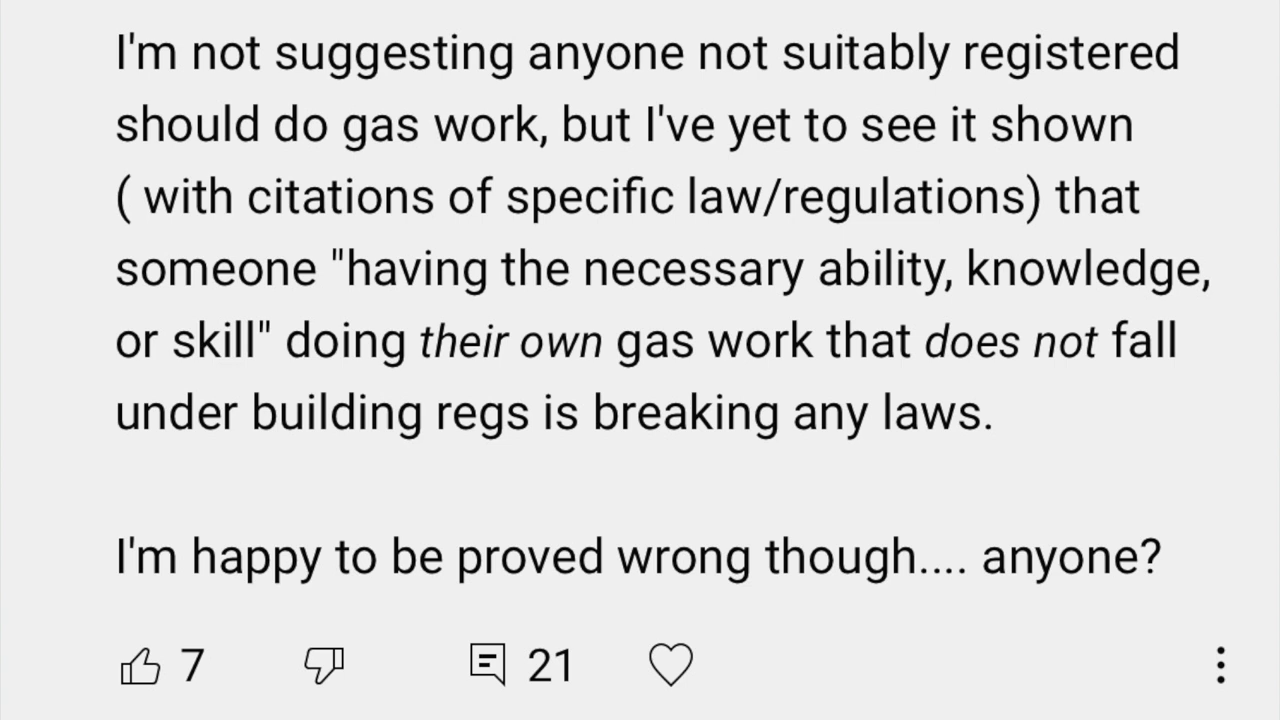 I'm not suggesting anyone not suitably registered
should do gas work, but I've yet to see it shown
( with citations of specific law/regulations) that
someone "having the necessary ability, knowledge,
or skill" doing their own gas work that does not fall
under building regs is breaking any laws.
I'm happy to be proved wrong though.... anyone?
7 21